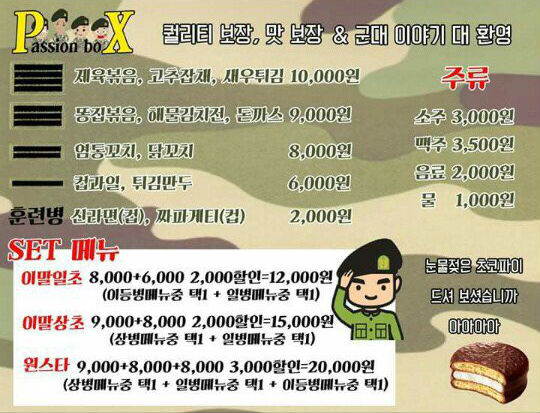 Passion boX
퀄리티 보장, 맛 보장 & 군대 이야기 대 환영
제육볶음, 고추잡채, 새우튀김 10,000원
똥집볶음, 해물김치전, 돈까스 9,000원
염통꼬치, 닭꼬치 8,000원
컵과일, 튀김만두 6,000원
훈련병 신라면(컵), 짜파게티(컵) 2,000원
주류
소주 3,000원
맥주 3,500원
음료 2,000원
물 1,000원
SET 메뉴
이말일초 8,000+6,000 2,000할인=12,000원
(이등병메뉴중 택1 + 일병메뉴중 택1)
이말상초 9,000+8,000 2,000할인=15,000원
(상병메뉴중 택1 + 일병메뉴중 택1)
원스타 9,000+8,000+8,000 3,000할인=20,000원
(상병메뉴중 택1 + 일병메뉴중 택1 + 이등병메뉴중 택1)
눈물젖은 초코파이
드셔 보셨습니까
아아아아